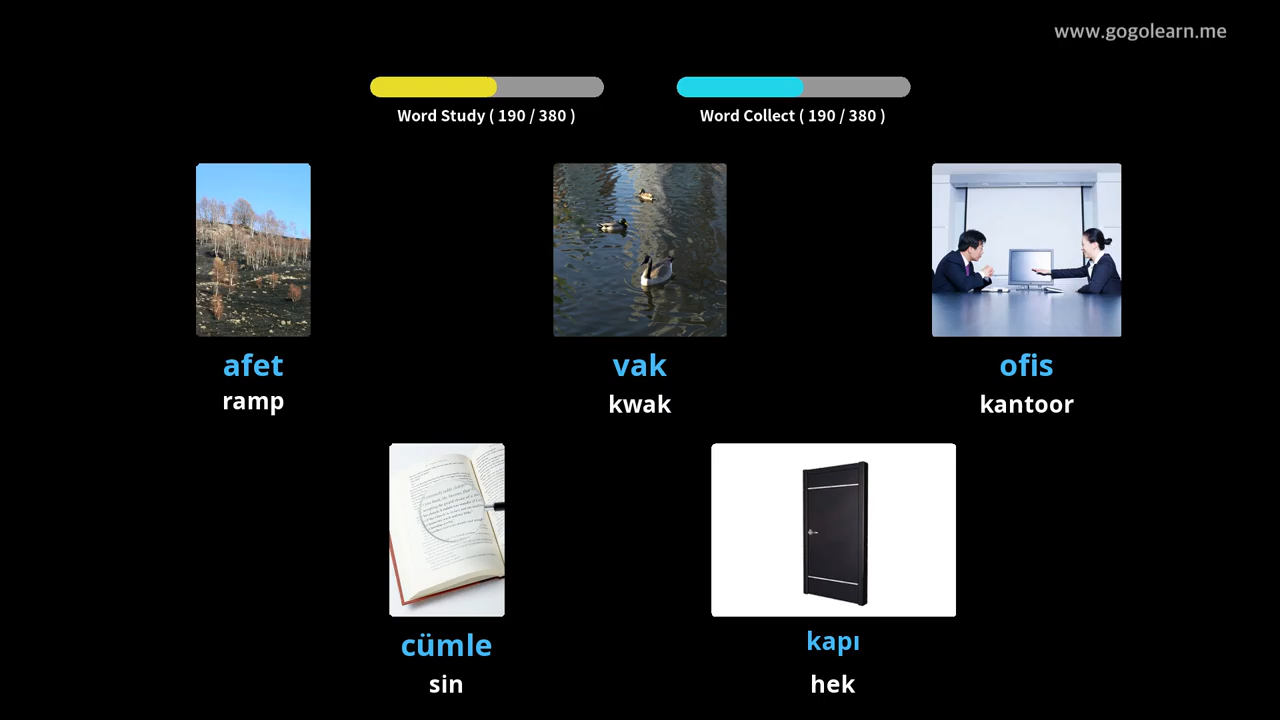 www.gogolearn.me
Word Study ( 190 / 380 )
Word Collect ( 190 / 380 )
afet
ramp
vak
kwak
ofis
kantoor
cümle
sin
kapı
hek